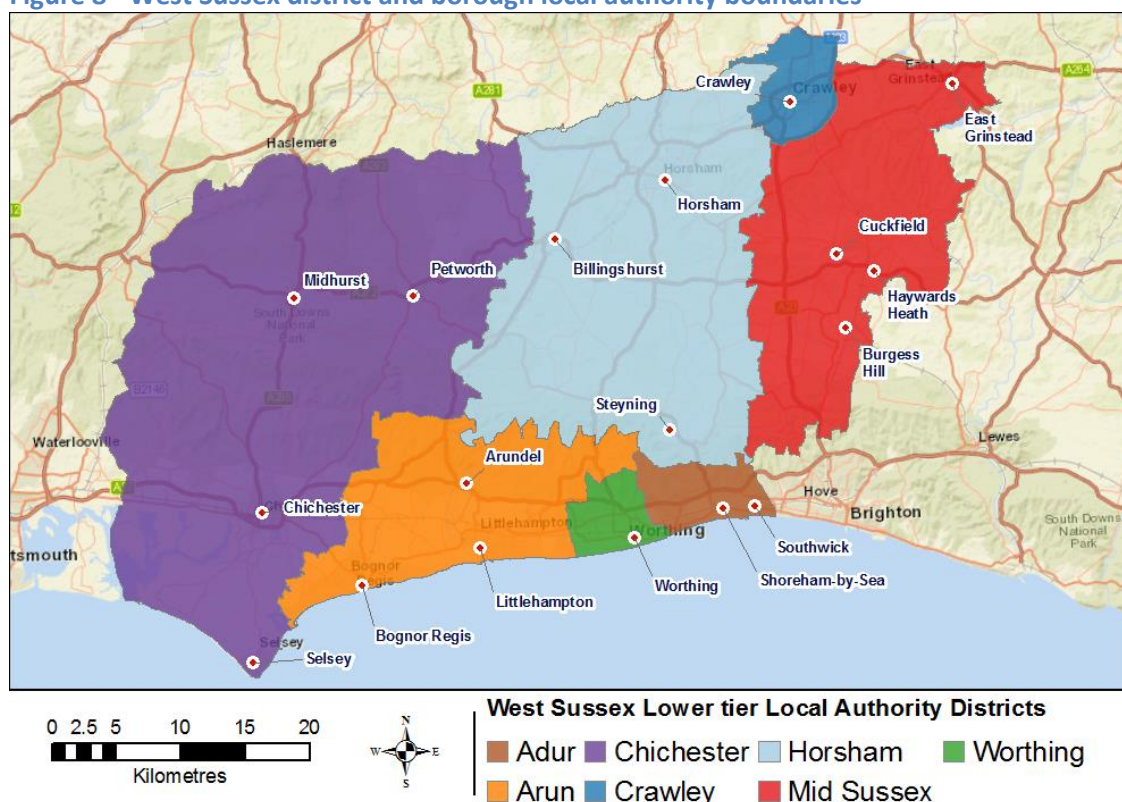 Figure 8 - West Sussex district and borough local authority boundaries
A264
A281
Haslemere
Crawley
Crawley
East
Grinstead
East
Grinstead
Horsham
Horsham
Cuckfield
Billingshurst
Petworth
Midhurst
South Downs
National
Park
Haywards
Heath
B2146
Burgess
Hill
Steyning
Waterlooville
Lewes
Arundel
Hove
Brighton
Chichester
Littlehampton
Worthing
South Downs
National
Park
tsmouth
Southwick
Bognor
Regis
Worthing
Shoreham-by-Sea
Littlehampton
Bognor Regis
Selsey
Selsey
0 2.5 5 10 15 20
Kilometres
N
W E
S
West Sussex Lower tier Local Authority Districts
Adur Chichester Horsham Worthing
Arun Crawley Mid Sussex